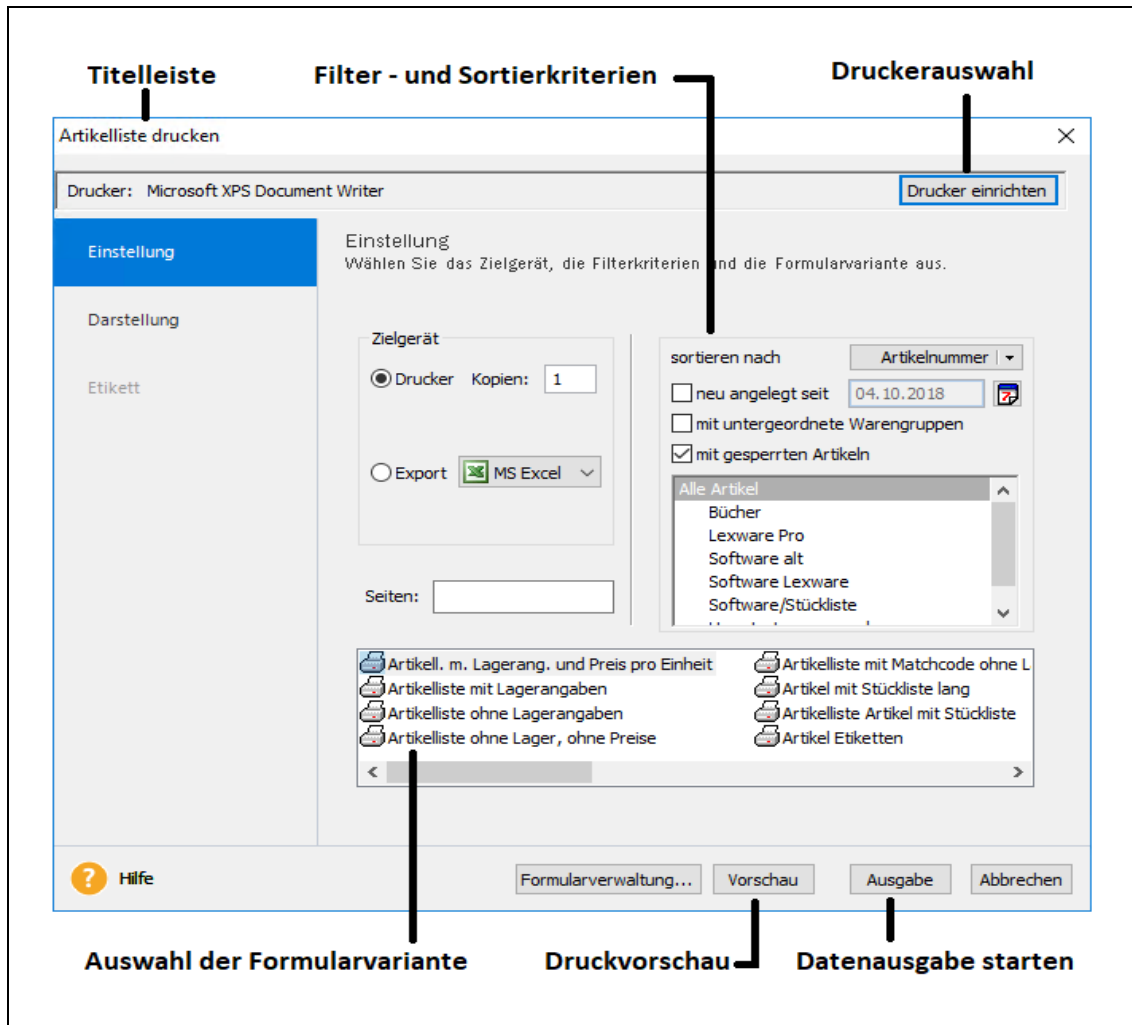 Titelleiste
Filter - und Sortierkriterien
Druckerauswahl
Artikelliste drucken
Drucker: Microsoft XPS Document Writer
Drucker einrichten
Einstellung
Darstellung
Etikett
Einstellung
Wählen Sie das Zielgerät, die Filterkriterien und die Formularvariante aus.
Zielgerät
Drucker Kopien: 1
Export MS Excel
Seiten:
sortieren nach Artikelnummer
neu angelegt seit 04.10.2018
mit untergeordnete Warengruppen
mit gesperrten Artikeln
Alle Artikel
Bücher
Lexware Pro
Software alt
Software Lexware
Software/Stückliste
Artikell. m. Lagerang. und Preis pro Einheit
Artikelliste mit Lagerangaben
Artikelliste ohne Lagerangaben
Artikelliste ohne Lager, ohne Preise
Artikelliste mit Matchcode ohne L
Artikel mit Stückliste lang
Artikelliste Artikel mit Stückliste
Artikel Etiketten
? Hilfe
Formularverwaltung...
Vorschau
Ausgabe
Abbrechen
Auswahl der Formularvariante
Druckvorschau
Datenausgabe starten